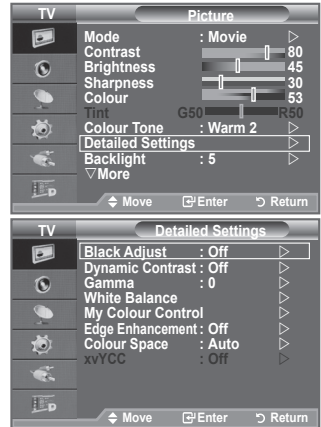 TV Picture
Mode : Movie
Contrast 80
Brightness 45
Sharpness 30
Colour 53
Tint G50 R50
Colour Tone : Warm 2
Detailed Settings
Backlight : 5
▽More
Move Enter Return
TV Detailed Settings
Black Adjust : Off
Dynamic Contrast : Off
Gamma : 0
White Balance
My Colour Control
Edge Enhancement : Off
Colour Space : Auto
xvYCC : Off
Move Enter Return